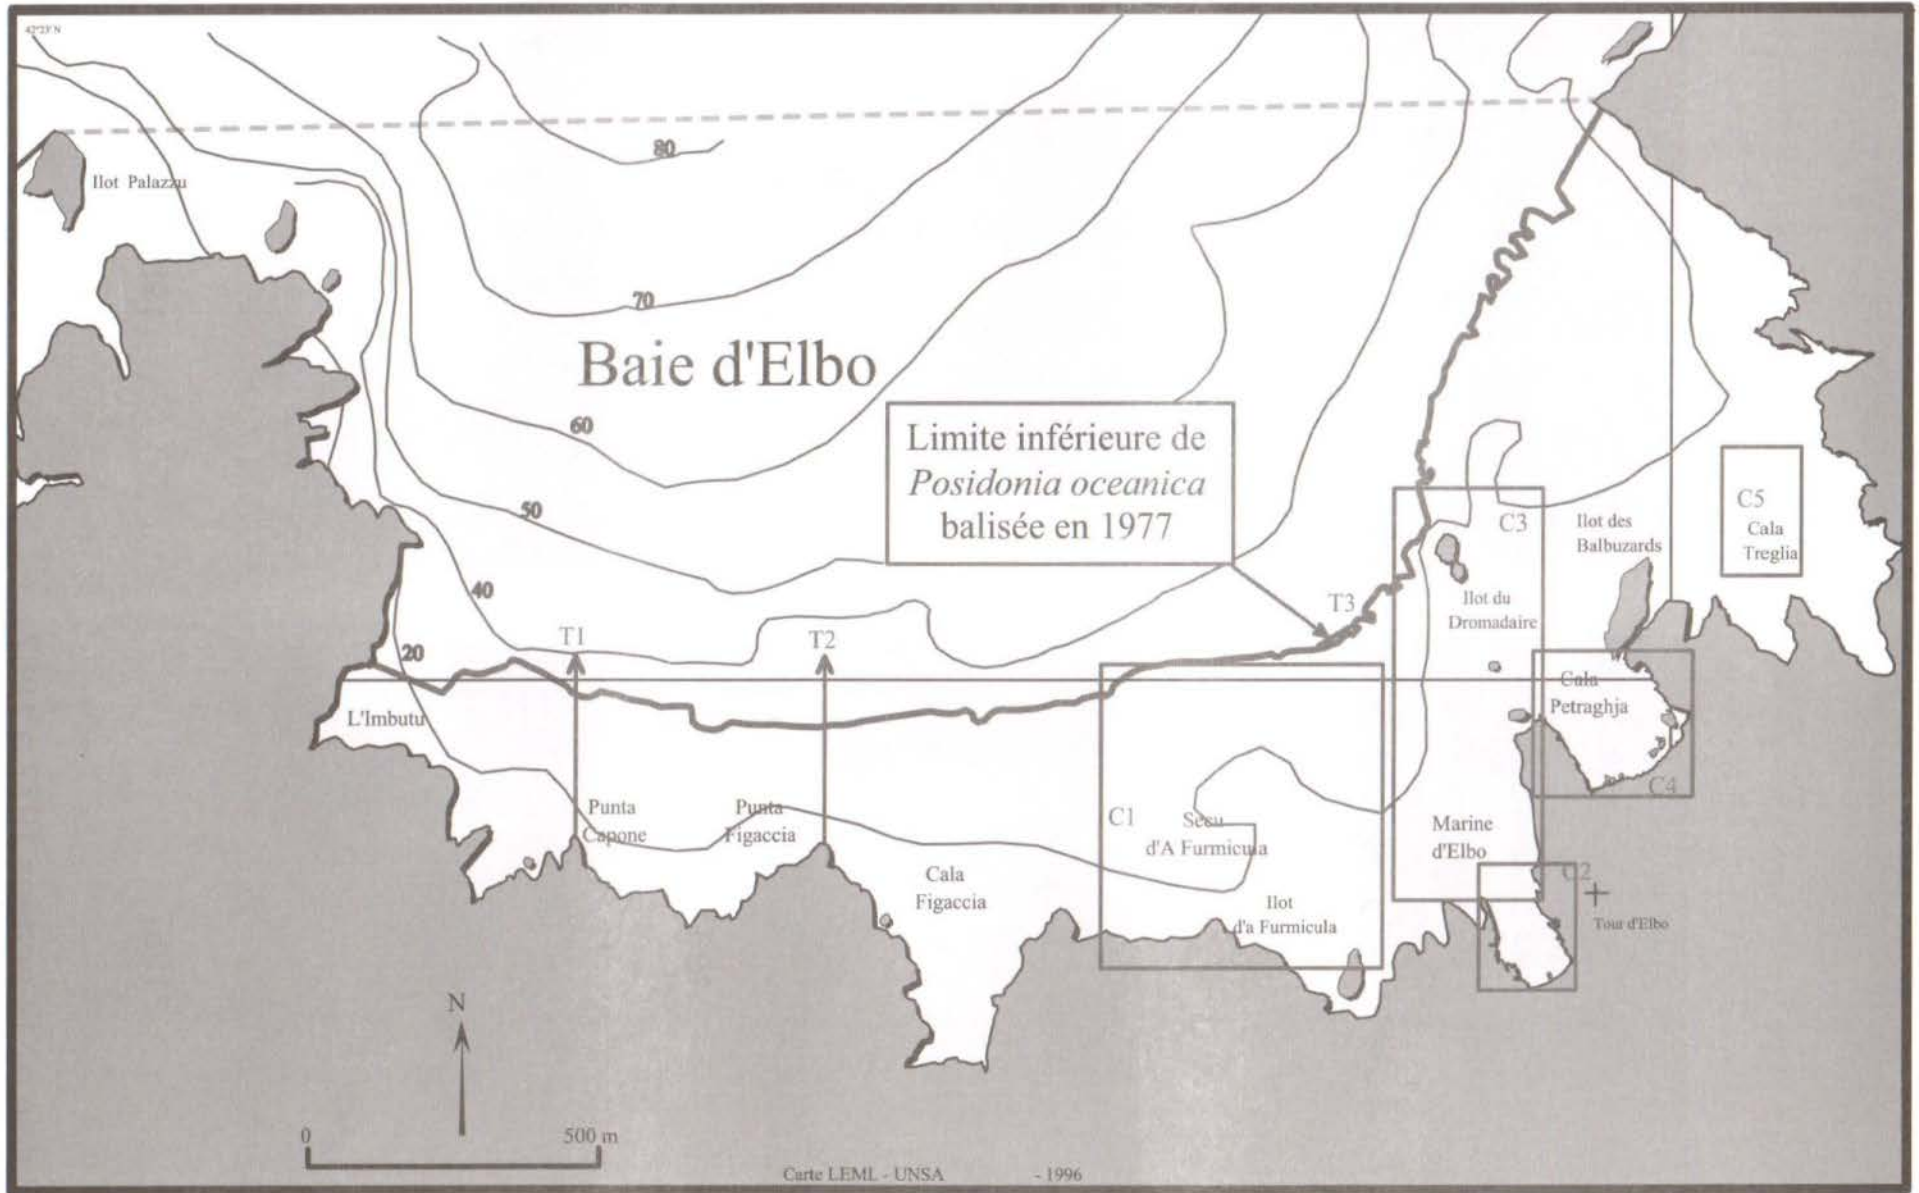 42°23' N
80
Ilot Palazzu
70
Baie d'Elbo
60
Limite inférieure de
Posidonia oceanica
balisée en 1977
50
C3
Ilot des
Balbuzards
C5
Cala
Treglia
40
T3
Ilot du
Dromadaire
T1
T2
20
L'Imbutu
Cala
Petraghja
C4
Punta
Capone
Punta
Figaccia
C1
Secu
d'A Furmicula
Marine
d'Elbo
Cala
Figaccia
C2
Ilot
d'a Furmicula
Tour d'Elbo
N
0
500 m
Carte LEML - UNSA - 1996